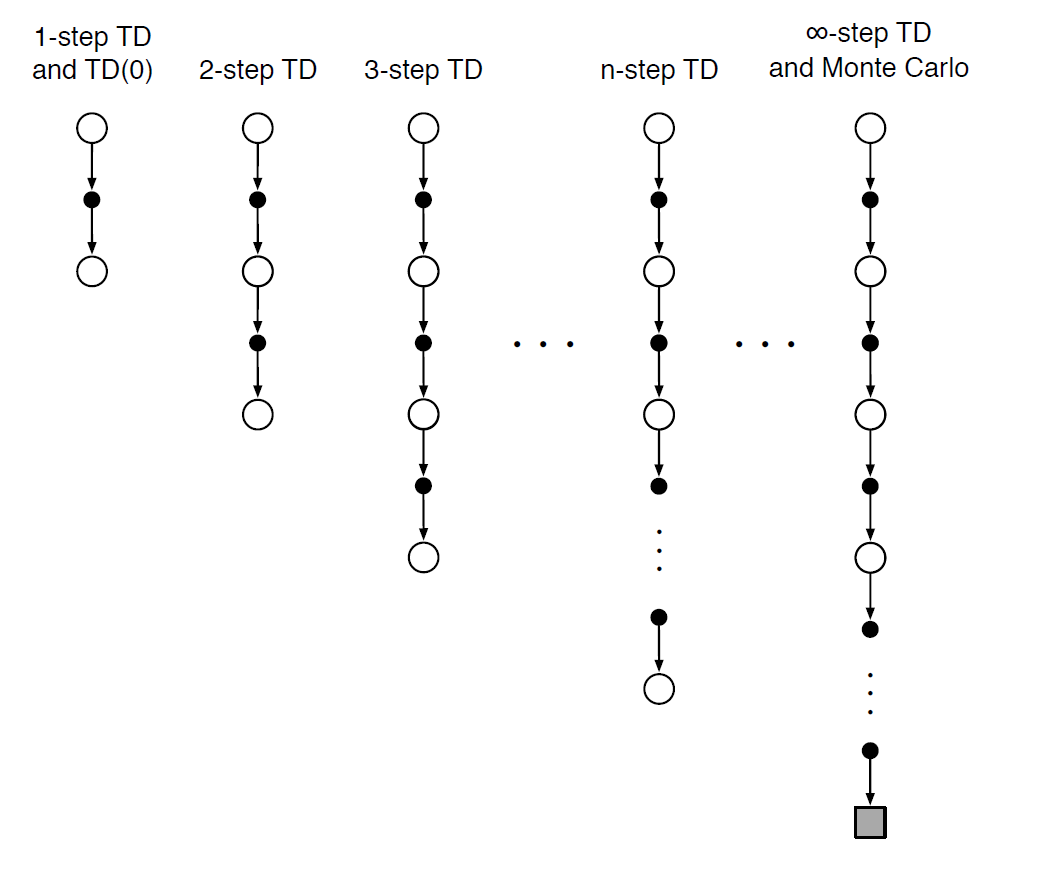 1-step TD
and TD(0)
2-step TD
3-step TD
n-step TD
∞-step TD
and Monte Carlo